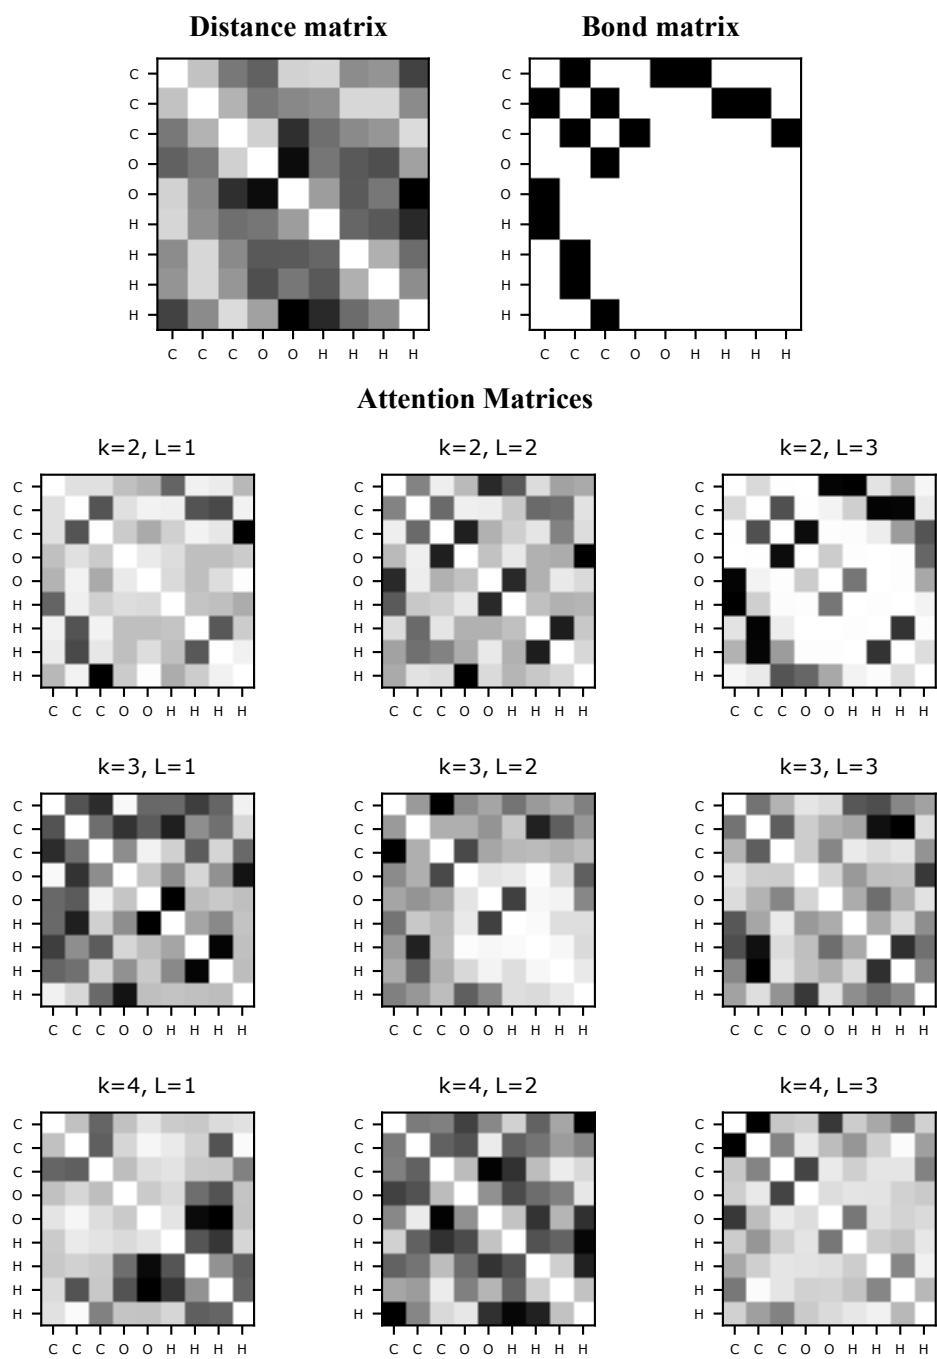 Distance matrix Bond matrix
C C
C C
C C
O O
O O
H H
H H
H H
H H
C C C O O H H H H C C C O O H H H H
Attention Matrices
k=2, L=1 k=2, L=2 k=2, L=3
C C C
C C C
C C C
O O O
O O O
H H H
H H H
H H H
H H H
C C C O O H H H H C C C O O H H H H C C C O O H H H H
k=3, L=1 k=3, L=2 k=3, L=3
C C C
C C C
C C C
O O O
O O O
H H H
H H H
H H H
H H H
C C C O O H H H H C C C O O H H H H C C C O O H H H H
k=4, L=1 k=4, L=2 k=4, L=3
C C C
C C C
C C C
O O O
O O O
H H H
H H H
H H H
H H H
C C C O O H H H H C C C O O H H H H C C C O O H H H H